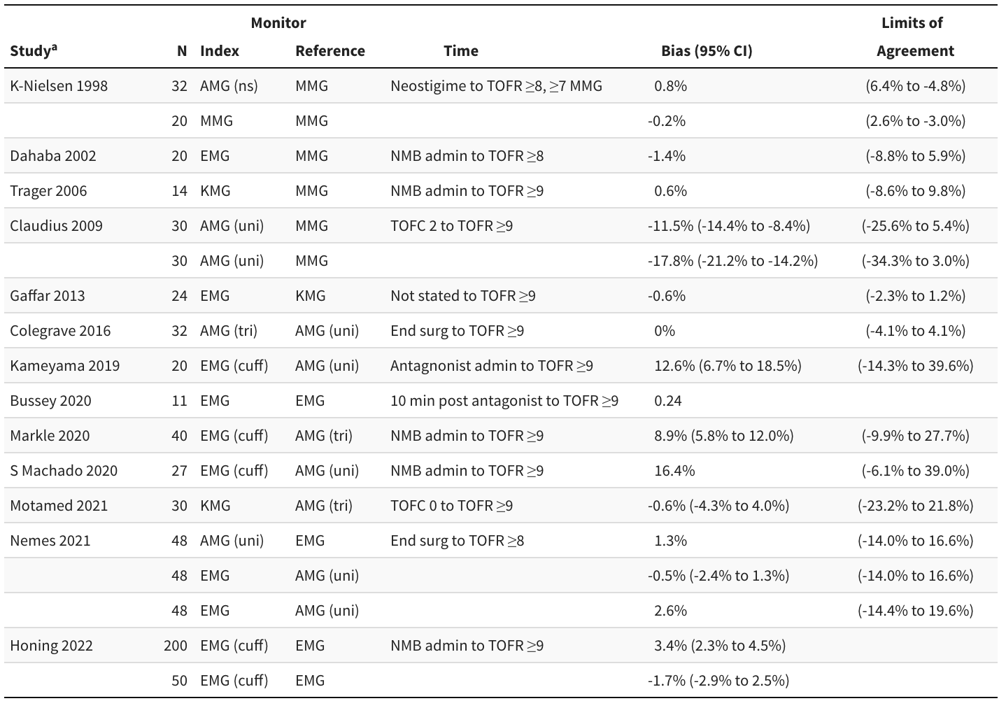 Monitor Limits of
Studyᵃ N Index Reference Time Bias (95% CI) Agreement
K-Nielsen 1998 32 AMG (ns) MMG Neostigime to TOFR ≥8, ≥7 MMG 0.8% (6.4% to -4.8%)
20 MMG MMG -0.2% (2.6% to -3.0%)
Dahaba 2002 20 EMG MMG NMB admin to TOFR ≥8 -1.4% (-8.8% to 5.9%)
Trager 2006 14 KMG MMG NMB admin to TOFR ≥9 0.6% (-8.6% to 9.8%)
Claudius 2009 30 AMG (uni) MMG TOFC 2 to TOFR ≥9 -11.5% (-14.4% to -8.4%) (-25.6% to 5.4%)
30 AMG (uni) MMG -17.8% (-21.2% to -14.2%) (-34.3% to 3.0%)
Gaffar 2013 24 EMG KMG Not stated to TOFR ≥9 -0.6% (-2.3% to 1.2%)
Colegrave 2016 32 AMG (tri) AMG (uni) End surg to TOFR ≥9 0% (-4.1% to 4.1%)
Kameyama 2019 20 EMG (cuff) AMG (uni) Antagnonist admin to TOFR ≥9 12.6% (6.7% to 18.5%) (-14.3% to 39.6%)
Bussey 2020 11 EMG EMG 10 min post antagonist to TOFR ≥9 0.24
Markle 2020 40 EMG (cuff) AMG (tri) NMB admin to TOFR ≥9 8.9% (5.8% to 12.0%) (-9.9% to 27.7%)
S Machado 2020 27 EMG (cuff) AMG (uni) NMB admin to TOFR ≥9 16.4% (-6.1% to 39.0%)
Motamed 2021 30 KMG AMG (tri) TOFC 0 to TOFR ≥9 -0.6% (-4.3% to 4.0%) (-23.2% to 21.8%)
Nemes 2021 48 AMG (uni) EMG End surg to TOFR ≥8 1.3% (-14.0% to 16.6%)
48 EMG AMG (uni) -0.5% (-2.4% to 1.3%) (-14.0% to 16.6%)
48 EMG AMG (uni) 2.6% (-14.4% to 19.6%)
Honing 2022 200 EMG (cuff) EMG NMB admin to TOFR ≥9 3.4% (2.3% to 4.5%)
50 EMG (cuff) EMG -1.7% (-2.9% to 2.5%)